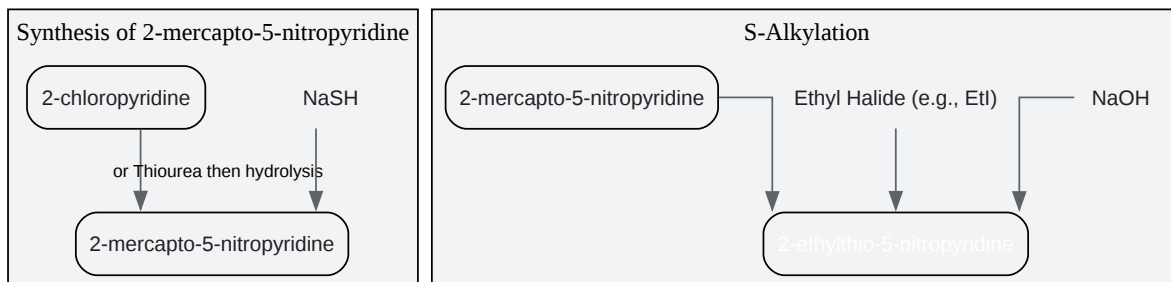 Synthesis of 2-mercapto-5-nitropyridine
2-chloropyridine
NaSH
or Thiourea then hydrolysis
2-mercapto-5-nitropyridine
S-Alkylation
2-mercapto-5-nitropyridine
Ethyl Halide (e.g., EtI)
NaOH
2-ethylthio-5-nitropyridine